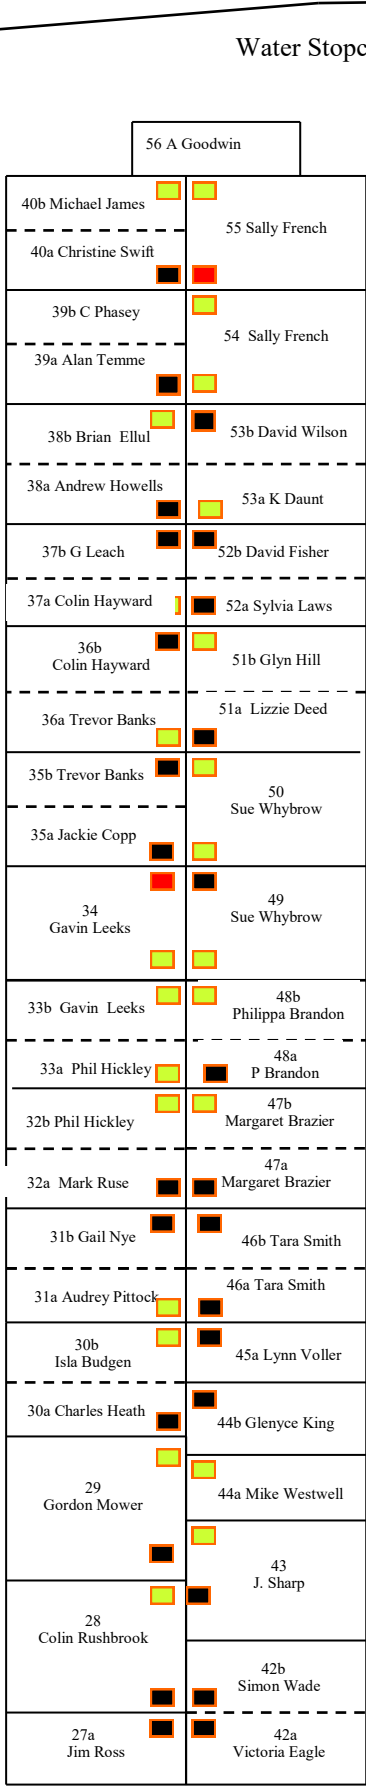 Water Stopc
56 A Goodwin
40b Michael James
55 Sally French
40a Christine Swift
39b C Phasey
54 Sally French
39a Alan Temme
38b Brian Ellul
53b David Wilson
38a Andrew Howells
53a K Daunt
37b G Leach
52b David Fisher
37a Colin Hayward
52a Sylvia Laws
36b
Colin Hayward
51b Glyn Hill
36a Trevor Banks
51a Lizzie Deed
35b Trevor Banks
50
Sue Whybrow
35a Jackie Copp
34
Gavin Leeks
49
Sue Whybrow
33b Gavin Leeks
48b
Philippa Brandon
33a Phil Hickley
48a
P Brandon
32b Phil Hickley
47b
Margaret Brazier
32a Mark Ruse
47a
Margaret Brazier
31b Gail Nye
46b Tara Smith
31a Audrey Pittock
46a Tara Smith
30b
Isla Budgen
45a Lynn Voller
30a Charles Heath
44b Glenyce King
29
Gordon Mower
44a Mike Westwell
43
J. Sharp
28
Colin Rushbrook
42b
Simon Wade
27a
Jim Ross
42a
Victoria Eagle